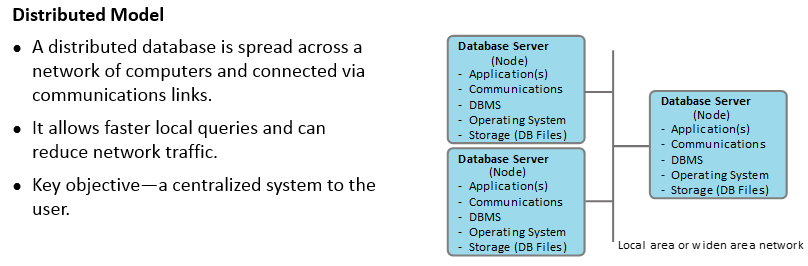 Distributed Model
● A distributed database is spread across a
network of computers and connected via
communications links.
● It allows faster local queries and can
reduce network traffic.
● Key objective—a centralized system to the
user.
Database Server
(Node)
- Application(s)
- Communications
- DBMS
- Operating System
- Storage (DB Files)
Database Server
(Node)
- Application(s)
- Communications
- DBMS
- Operating System
- Storage (DB Files)
Database Server
(Node)
- Application(s)
- Communications
- DBMS
- Operating System
- Storage (DB Files)
Local area or widen area network